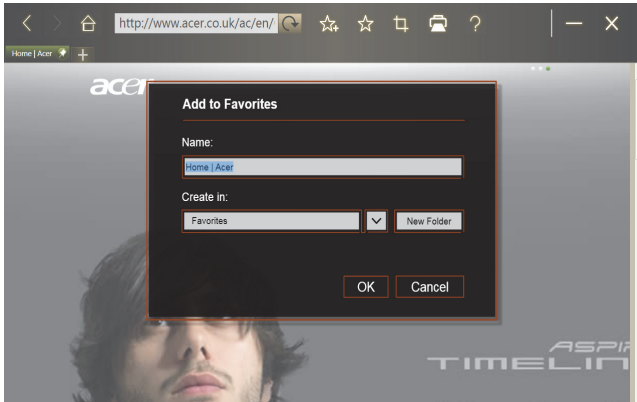 http://www.acer.co.uk/ac/en/
?
Home | Acer
acer
Add to Favorites
Name:
Home | Acer
Create in:
Favorites
New Folder
OK Cancel
TIMELIN